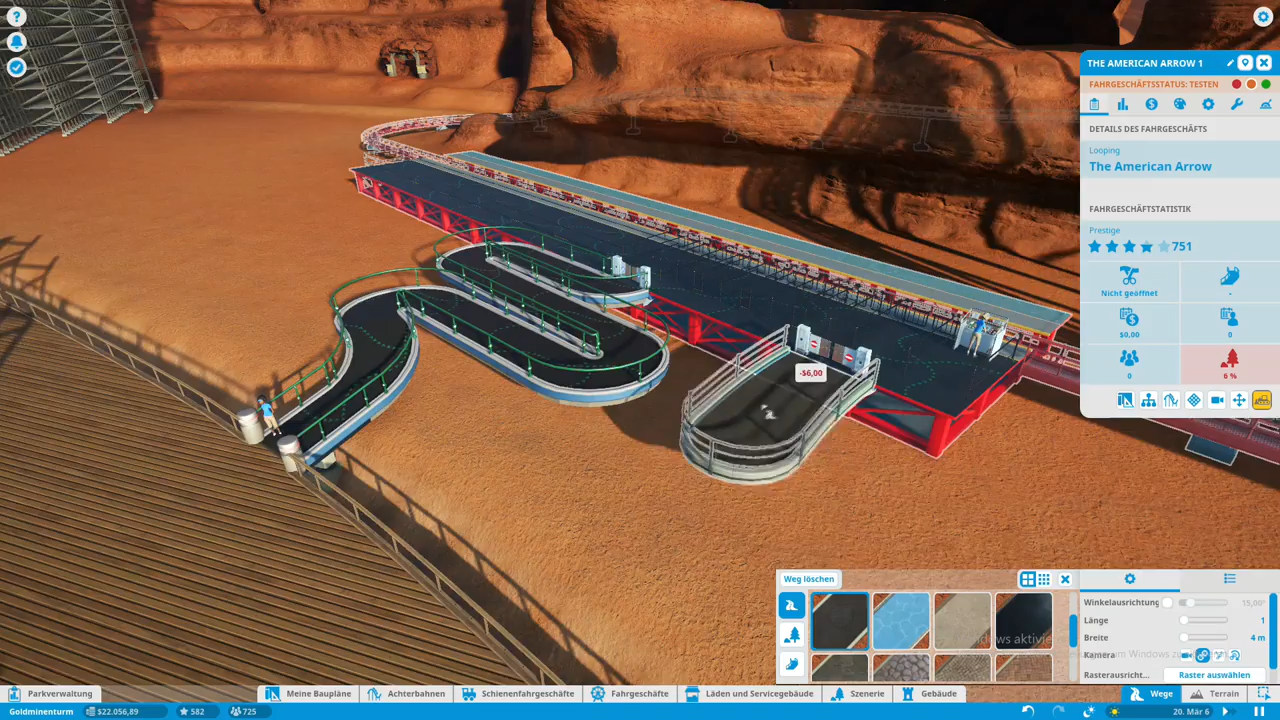 THE AMERICAN ARROW 1
FAHRGESCHÄFTSSTATUS: TESTEN
DETAILS DES FAHRGESCHÄFTS
Looping
The American Arrow
FAHRGESCHÄFTSTATISTIK
Prestige
751
Nicht geöffnet
-
$0,00
0
0
6 %
-$6,00
Weg löschen
Winkelausrichtung
15,00°
Länge
1
Breite
4 m
Kamera
Rasterausricht...
Raster auswählen
Parkverwaltung
Meine Baupläne
Achterbahnen
Schienenfahrgeschäfte
Fahrgeschäfte
Läden und Servicegebäude
Szenerie
Gebäude
Wege
Terrain
Goldminenturm
$22.056,89
582
725
20. Mär 6